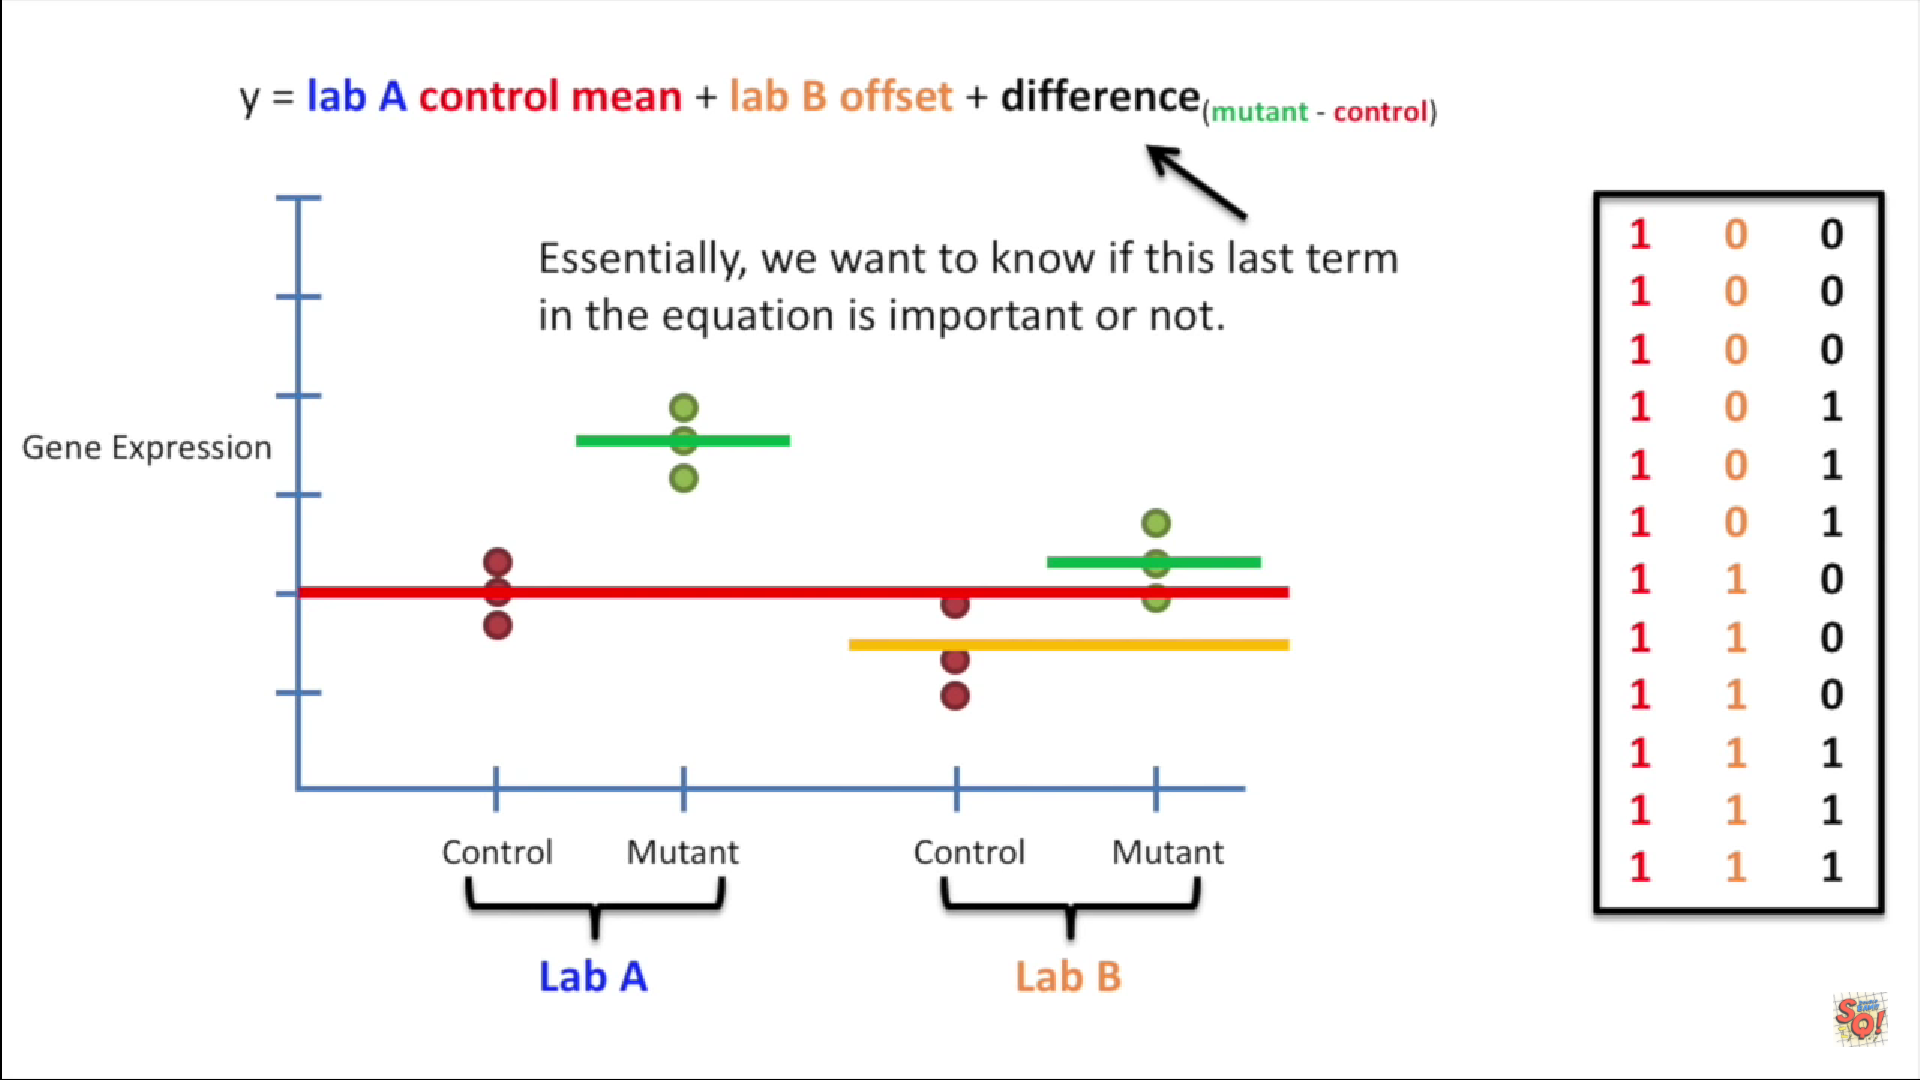 y = lab A control mean + lab B offset + difference(mutant - control)
Essentially, we want to know if this last term
in the equation is important or not.
Gene Expression
1 0 0
1 0 0
1 0 0
1 0 1
1 0 1
1 0 1
1 1 0
1 1 0
1 1 0
1 1 1
1 1 1
1 1 1
Control Mutant Control Mutant
Lab A Lab B
SQ!